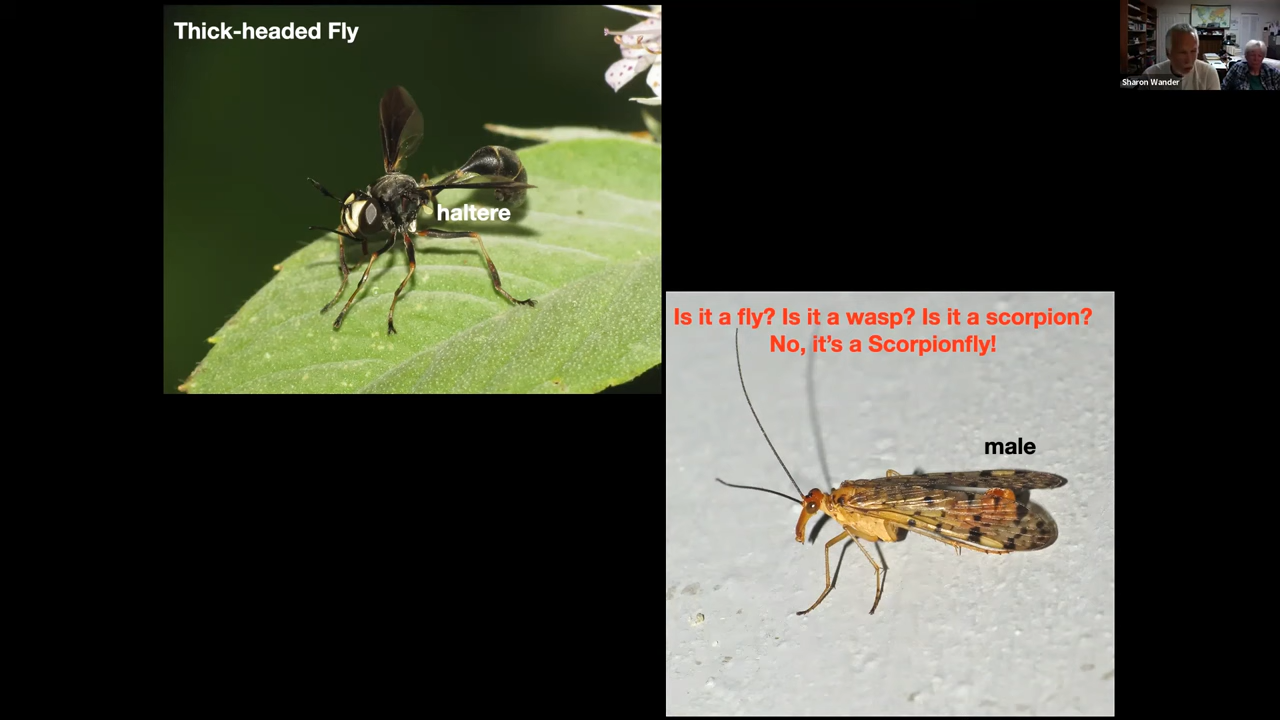 Thick-headed Fly
haltere
Sharon Wander
Is it a fly? Is it a wasp? Is it a scorpion?
No, it’s a Scorpionfly!
male